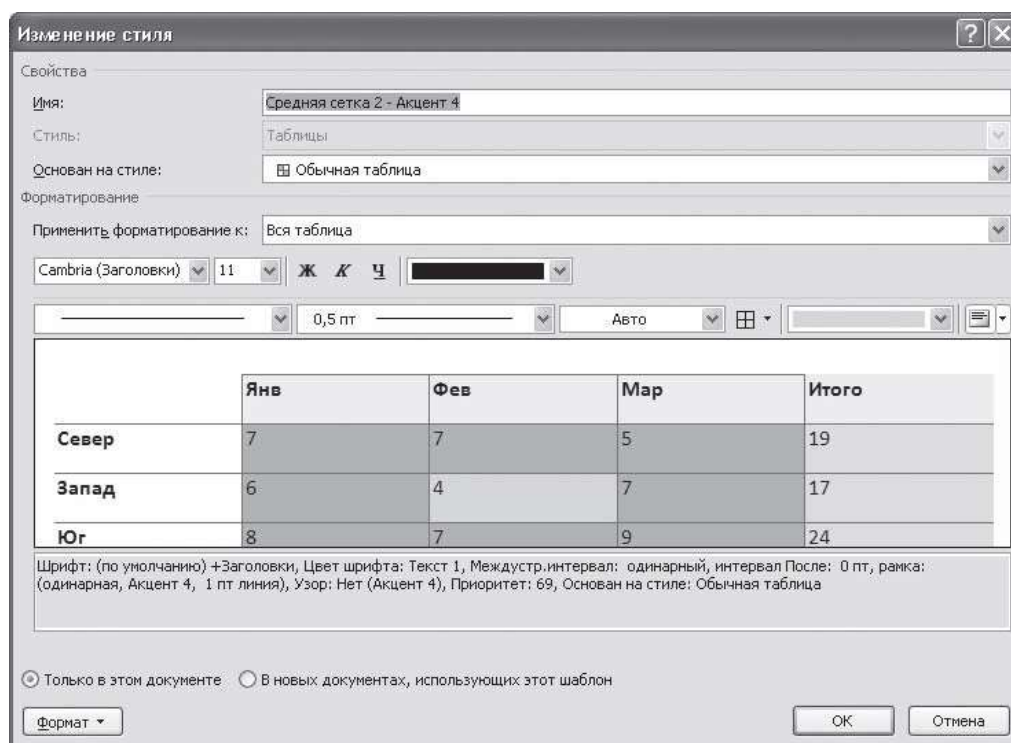 Изменение стиля
Свойства
Имя: Средняя сетка 2 - Акцент 4
Стиль: Таблицы
Основан на стиле: Обычная таблица
Форматирование
Применить форматирование к: Вся таблица
Cambria (Заголовки) 11 Ж К Ч
0,5 пт Авто
Янв Фев Мар Итого
Север 7 7 5 19
Запад 6 4 7 17
Юг 8 7 9 24
Шрифт: (по умолчанию) +Заголовки, Цвет шрифта: Текст 1, Междустр.интервал: одинарный, интервал После: 0 пт, рамка:
(одинарная, Акцент 4, 1 пт линия), Узор: Нет (Акцент 4), Приоритет: 69, Основан на стиле: Обычная таблица
Только в этом документе В новых документах, использующих этот шаблон
Формат OK Отмена